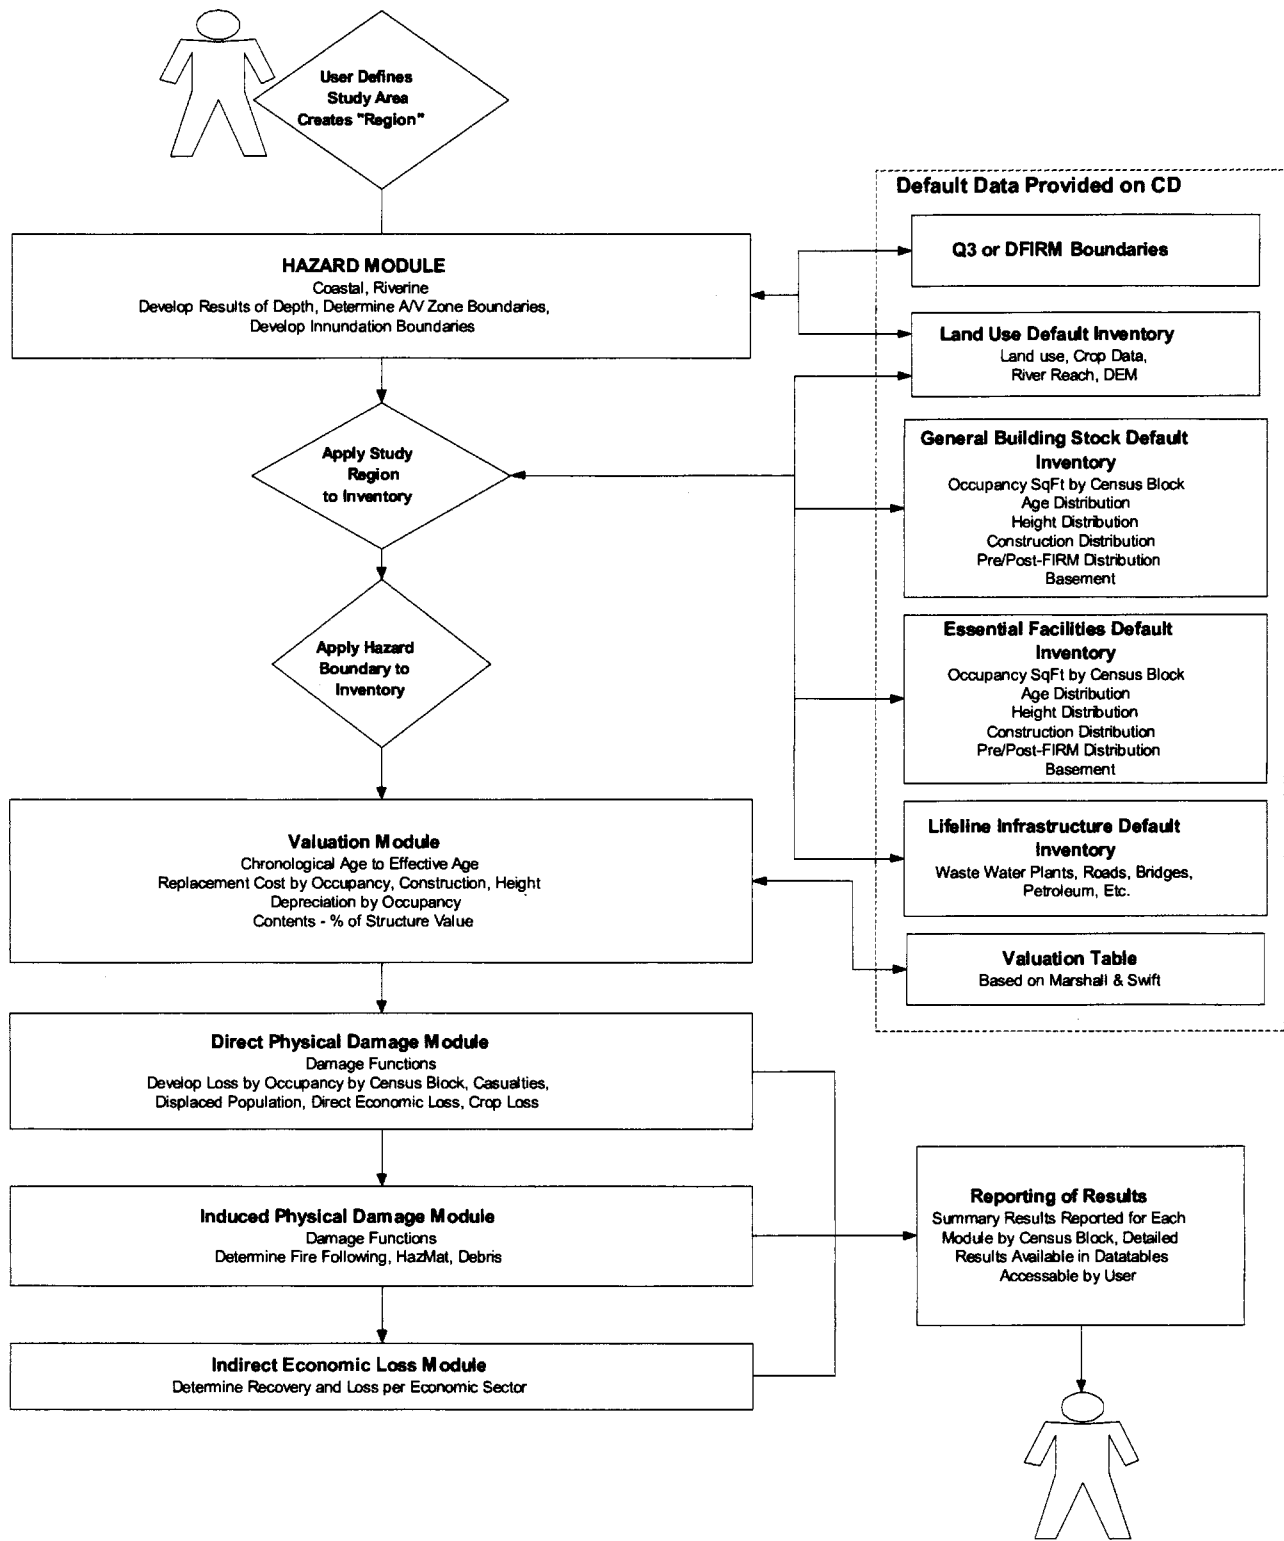 User Defines
Study Area
Creates "Region"
HAZARD MODULE
Coastal, Riverine
Develop Results of Depth, Determine A/V Zone Boundaries,
Develop Innundation Boundaries
Apply Study
Region
to Inventory
Apply Hazard
Boundary to
Inventory
Valuation Module
Chronological Age to Effective Age
Replacement Cost by Occupancy, Construction, Height
Depreciation by Occupancy
Contents - % of Structure Value
Direct Physical Damage Module
Damage Functions
Develop Loss by Occupancy by Census Block, Casualties,
Displaced Population, Direct Economic Loss, Crop Loss
Induced Physical Damage Module
Damage Functions
Determine Fire Following, HazMat, Debris
Indirect Economic Loss Module
Determine Recovery and Loss per Economic Sector
Default Data Provided on CD
Q3 or DFIRM Boundaries
Land Use Default Inventory
Land use, Crop Data,
River Reach, DEM
General Building Stock Default
Inventory
Occupancy SqFt by Census Block
Age Distribution
Height Distribution
Construction Distribution
Pre/Post-FIRM Distribution
Basement
Essential Facilities Default
Inventory
Occupancy SqFt by Census Block
Age Distribution
Height Distribution
Construction Distribution
Pre/Post-FIRM Distribution
Basement
Lifeline Infrastructure Default
Inventory
Waste Water Plants, Roads, Bridges,
Petroleum, Etc.
Valuation Table
Based on Marshall & Swift
Reporting of Results
Summary Results Reported for Each
Module by Census Block, Detailed
Results Available in Datatables
Accessable by User